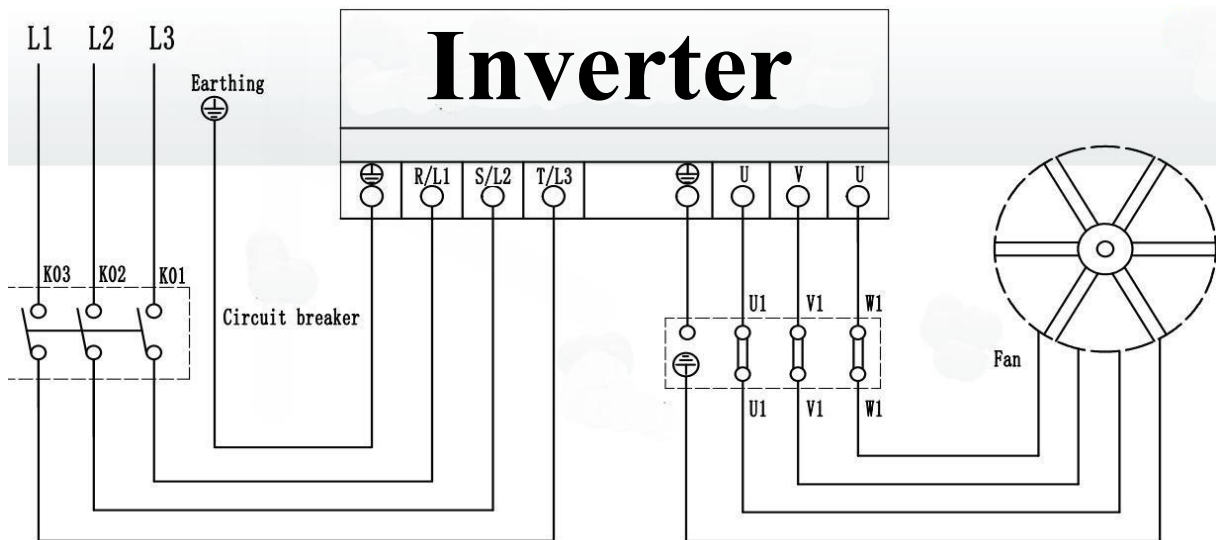 Inverter
L1 L2 L3
Earthing
R/L1 S/L2 T/L3 U V U
K03 K02 K01
Circuit breaker
U1 V1 W1
Fan
U1 V1 W1